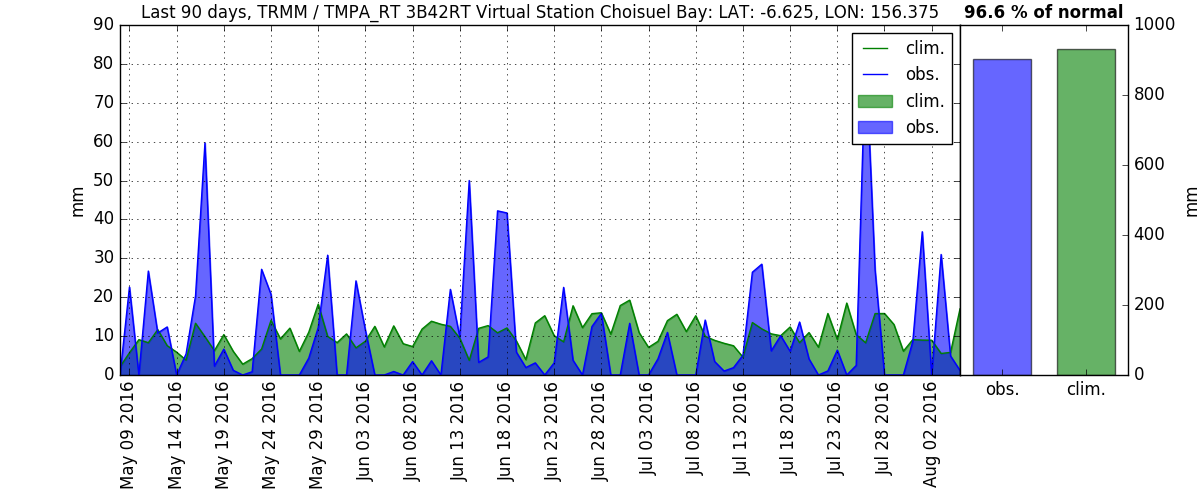 Last 90 days, TRMM / TMPA_RT 3B42RT Virtual Station Choisuel Bay: LAT: -6.625, LON: 156.375
96.6 % of normal
90
80
70
60
50
40
30
20
10
0
mm
clim.
obs.
clim.
obs.
1000
800
600
400
200
0
mm
obs.
clim.
May 09 2016
May 14 2016
May 19 2016
May 24 2016
May 29 2016
Jun 03 2016
Jun 08 2016
Jun 13 2016
Jun 18 2016
Jun 23 2016
Jun 28 2016
Jul 03 2016
Jul 08 2016
Jul 13 2016
Jul 18 2016
Jul 23 2016
Jul 28 2016
Aug 02 2016